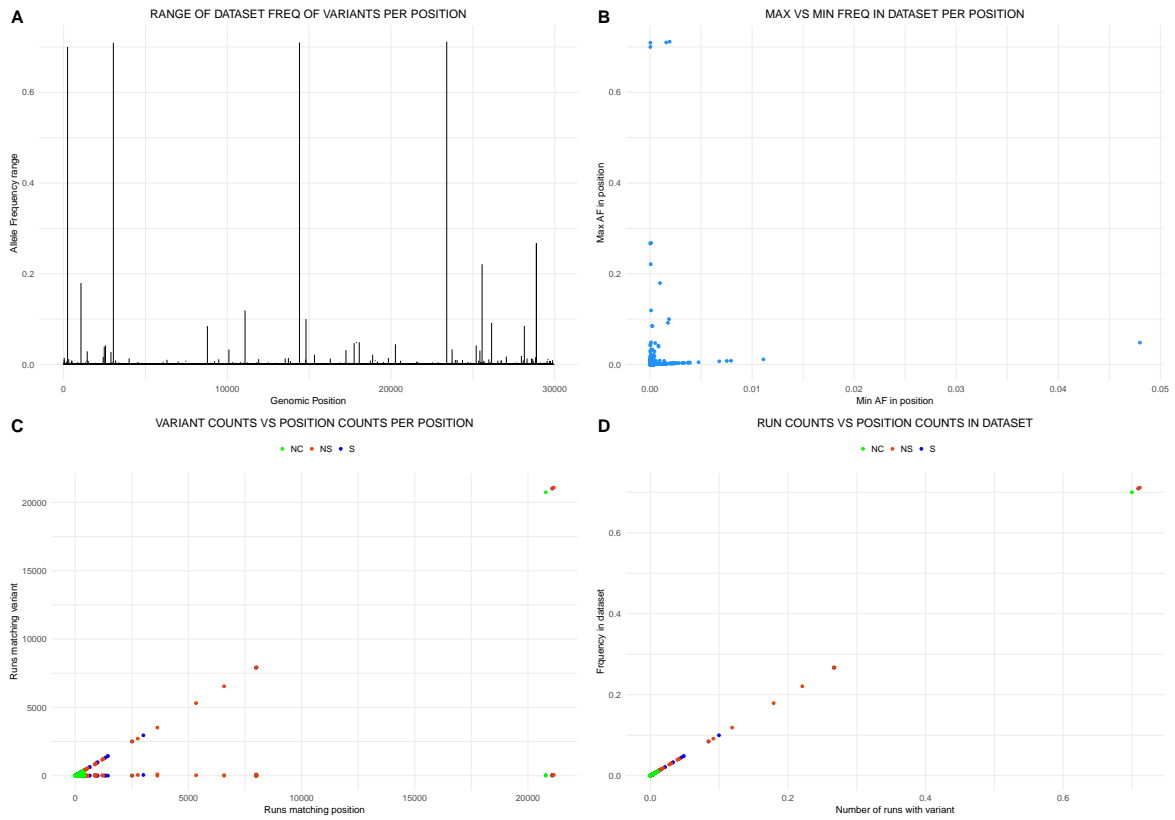 A
RANGE OF DATASET FREQ OF VARIANTS PER POSITION
0.6
0.4
0.2
0.0
Allele Frequency range
0
10000
20000
30000
Genomic Position
B
MAX VS MIN FREQ IN DATASET PER POSITION
0.6
0.4
0.2
0.0
Max AF in position
0.00
0.01
0.02
0.03
0.04
0.05
Min AF in position
C
VARIANT COUNTS VS POSITION COUNTS PER POSITION
NC NS S
20000
15000
10000
5000
0
Runs matching variant
0
5000
10000
15000
20000
Runs matching position
D
RUN COUNTS VS POSITION COUNTS IN DATASET
NC NS S
0.6
0.4
0.2
0.0
Frquency in dataset
0.0
0.2
0.4
0.6
Number of runs with variant